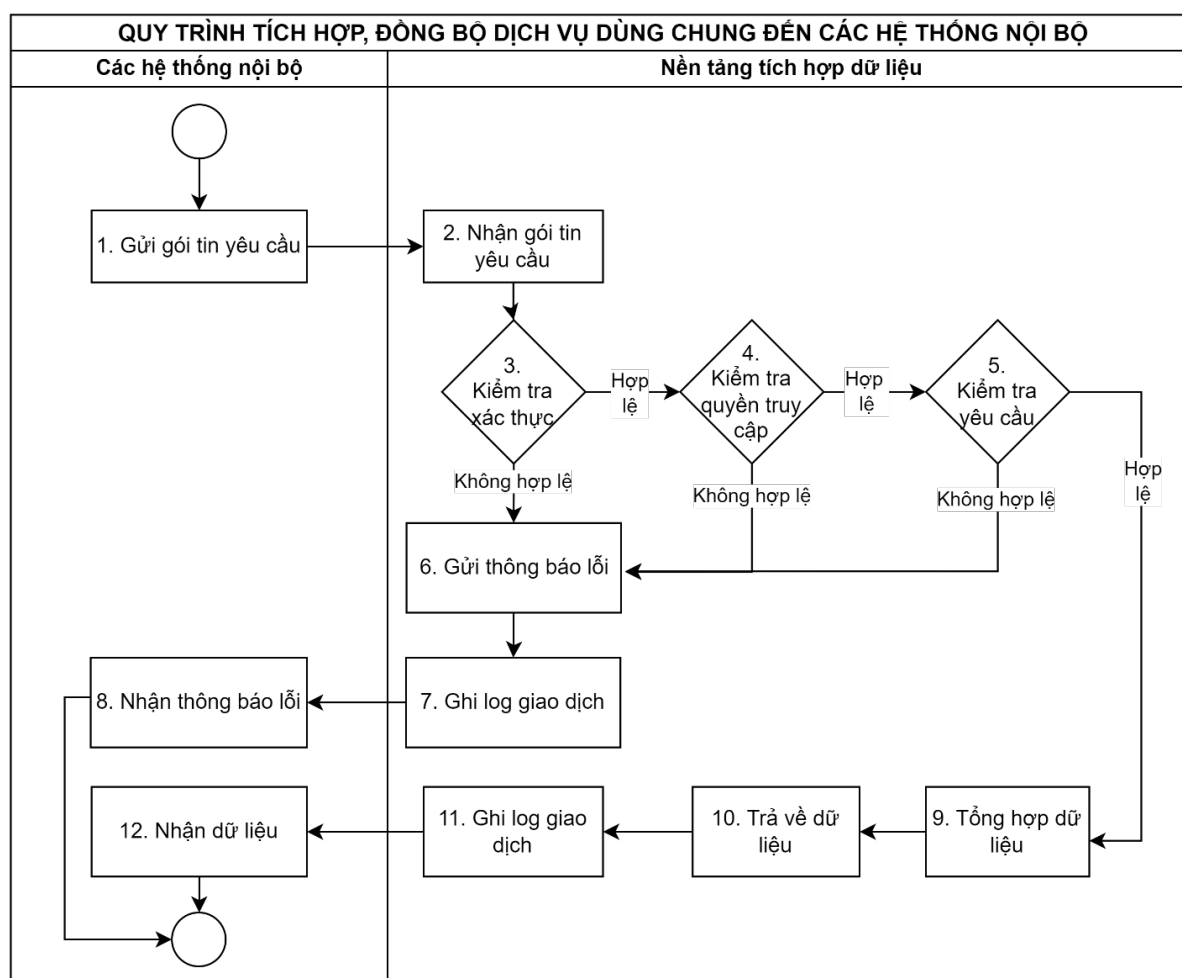 QUY TRÌNH TÍCH HỢP, ĐỒNG BỘ DỊCH VỤ DÙNG CHUNG ĐẾN CÁC HỆ THỐNG NỘI BỘ
Các hệ thống nội bộ
Nền tảng tích hợp dữ liệu
1. Gửi gói tin yêu cầu
2. Nhận gói tin
yêu cầu
3.
Kiểm tra
xác thực
Hợp
lệ
4.
Kiểm tra
quyền truy
cập
Hợp
lệ
5.
Kiểm tra
yêu cầu
Hợp
lệ
Không hợp lệ
Không hợp lệ
Không hợp lệ
6. Gửi thông báo lỗi
8. Nhận thông báo lỗi
7. Ghi log giao dịch
12. Nhận dữ liệu
11. Ghi log giao
dịch
10. Trả về dữ
liệu
9. Tổng hợp dữ
liệu